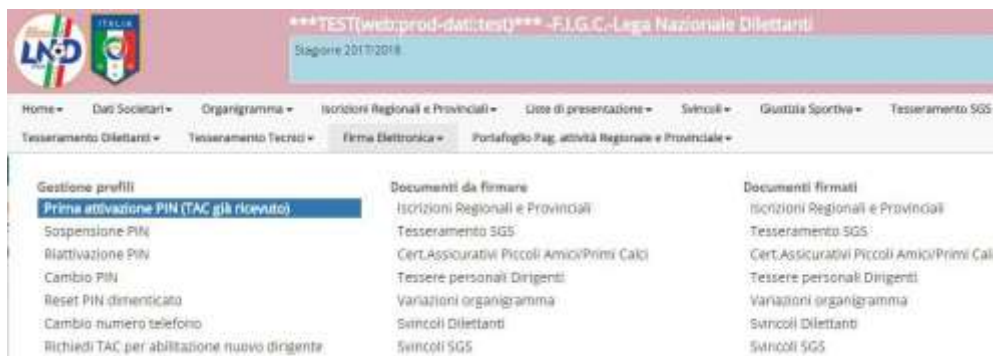 ITALIA
LND
***TEST(web:prod-dati:test)*** -F.I.G.C.-Lega Nazionale Dilettanti
Stagione 2017/2018
Home Dati Societari Organigramma Iscrizioni Regionali e Provinciali Liste di presentazione Svincoli Giustizia Sportiva Tesseramento SGS
Tesseramento Dilettanti Tesseramento Tecnici Firma Elettronica Portafoglio Pag. attività Regionale e Provinciale
Gestione profili
Prima attivazione PIN (TAC già ricevuto)
Sospensione PIN
Riattivazione PIN
Cambio PIN
Reset PIN dimenticato
Cambio numero telefono
Richiedi TAC per abilitazione nuovo dirigente
Documenti da firmare
Iscrizioni Regionali e Provinciali
Tesseramento SGS
Cert.Assicurativi Piccoli Amici/Primi Calci
Tessere personali Dirigenti
Variazioni organigramma
Svincoli Dilettanti
Svincoli SGS
Documenti firmati
Iscrizioni Regionali e Provinciali
Tesseramento SGS
Cert.Assicurativi Piccoli Amici/Primi Cal
Tessere personali Dirigenti
Variazioni organigramma
Svincoli Dilettanti
Svincoli SGS